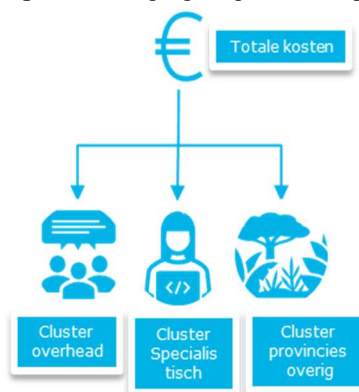 €
Totale kosten
</>
Cluster
overhead
Cluster
Specialis
tisch
Cluster
provincies
overig